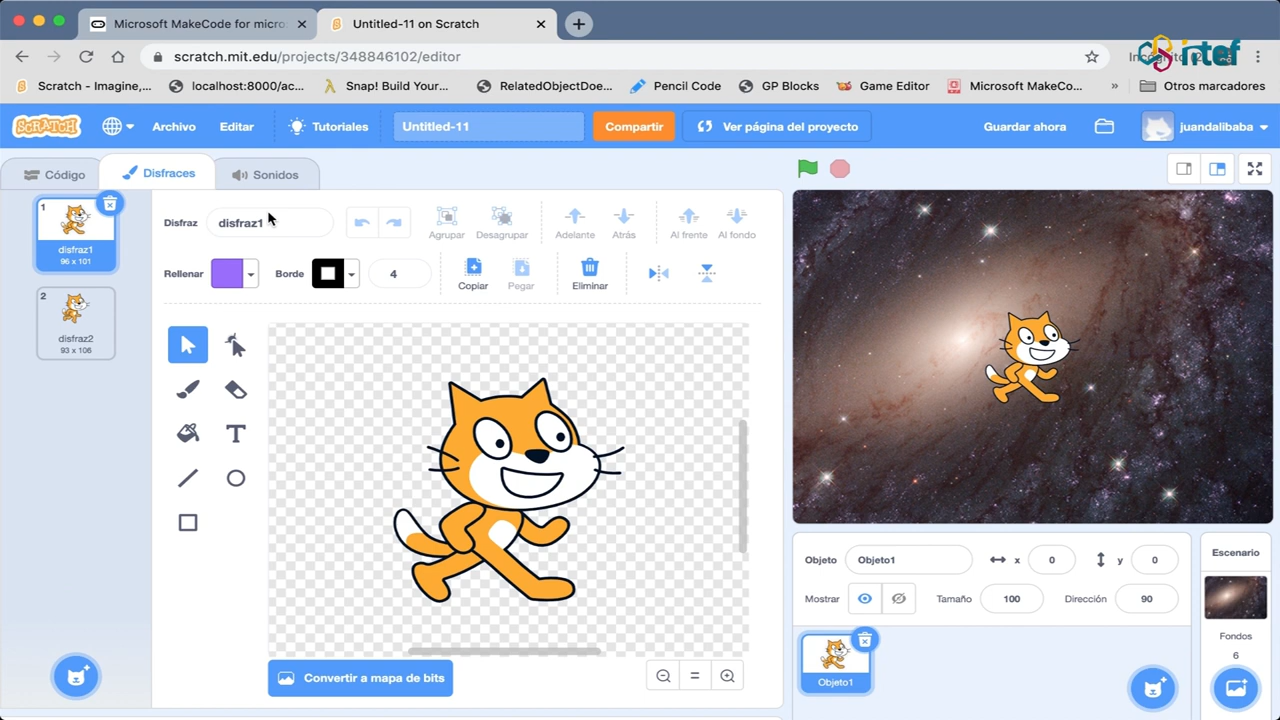 Microsoft MakeCode for micro:
Untitled-11 on Scratch
intef
scratch.mit.edu/projects/348846102/editor
Scratch - Imagine,...
localhost:8000/ac...
Snap! Build Your...
RelatedObjectDoe...
Pencil Code
GP Blocks
Game Editor
Microsoft MakeCo...
»
Otros marcadores
SCRATCH
Archivo
Editar
Tutoriales
Untitled-11
Compartir
Ver página del proyecto
Guardar ahora
juandalibaba
Código
Disfraces
Sonidos
1
disfraz1
96 x 101
2
disfraz2
93 x 106
Disfraz
disfraz1
Agrupar
Desagrupar
Adelante
Atrás
Al frente
Al fondo
Rellenar
Borde
4
Copiar
Pegar
Eliminar
T
Convertir a mapa de bits
=
Objeto
Objeto1
x
0
y
0
Mostrar
Tamaño
100
Dirección
90
Objeto1
Escenario
Fondos
6